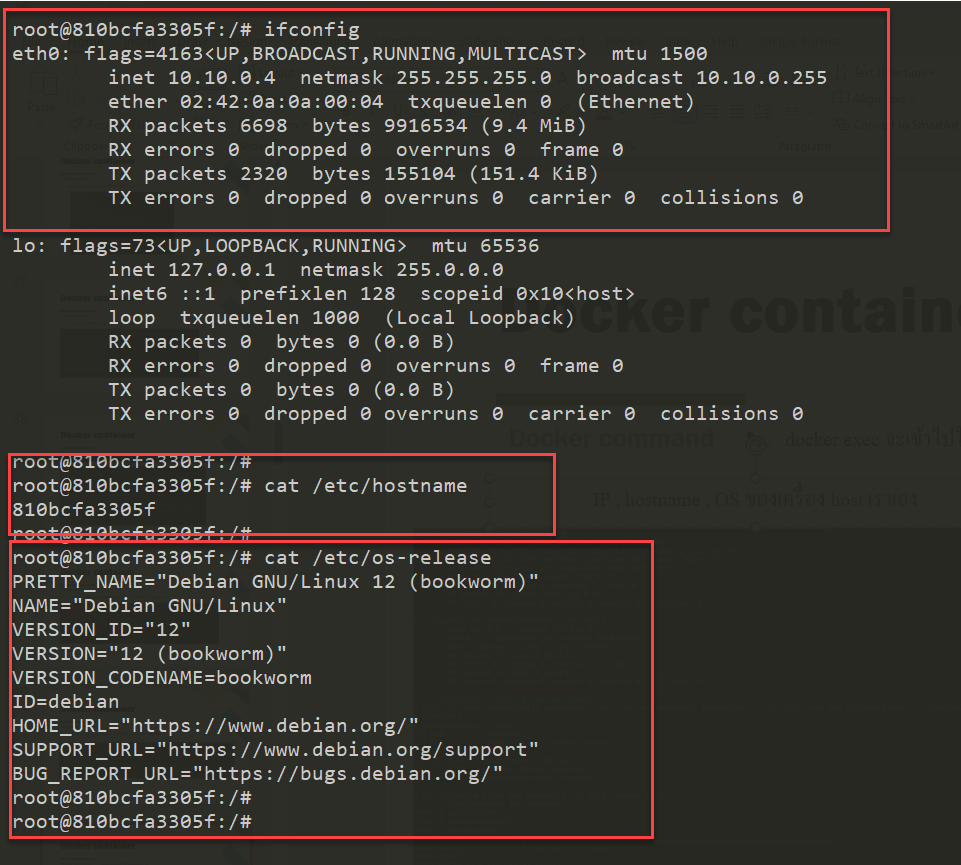 root@810bcfa3305f:/# ifconfig
eth0: flags=4163<UP,BROADCAST,RUNNING,MULTICAST>  mtu 1500
        inet 10.10.0.4  netmask 255.255.255.0  broadcast 10.10.0.255
        ether 02:42:0a:0a:00:04  txqueuelen 0  (Ethernet)
        RX packets 6698  bytes 9916534 (9.4 MiB)
        RX errors 0  dropped 0  overruns 0  frame 0
        TX packets 2320  bytes 155104 (151.4 KiB)
        TX errors 0  dropped 0 overruns 0  carrier 0  collisions 0
lo: flags=73<UP,LOOPBACK,RUNNING>  mtu 65536
        inet 127.0.0.1  netmask 255.0.0.0
        inet6 ::1  prefixlen 128  scopeid 0x10<host>
        loop  txqueuelen 1000  (Local Loopback)
        RX packets 0  bytes 0 (0.0 B)
        RX errors 0  dropped 0  overruns 0  frame 0
        TX packets 0  bytes 0 (0.0 B)
        TX errors 0  dropped 0 overruns 0  carrier 0  collisions 0
root@810bcfa3305f:/#
root@810bcfa3305f:/# cat /etc/hostname
810bcfa3305f
root@810bcfa3305f:/#
root@810bcfa3305f:/# cat /etc/os-release
PRETTY_NAME="Debian GNU/Linux 12 (bookworm)"
NAME="Debian GNU/Linux"
VERSION_ID="12"
VERSION="12 (bookworm)"
VERSION_CODENAME=bookworm
ID=debian
HOME_URL="https://www.debian.org/"
SUPPORT_URL="https://www.debian.org/support"
BUG_REPORT_URL="https://bugs.debian.org/"
root@810bcfa3305f:/#
root@810bcfa3305f:/#
Docker contain
Docker command
docker exec จะเข้าไป
IP , hostname , OS ของเครื่อง host เราเอง